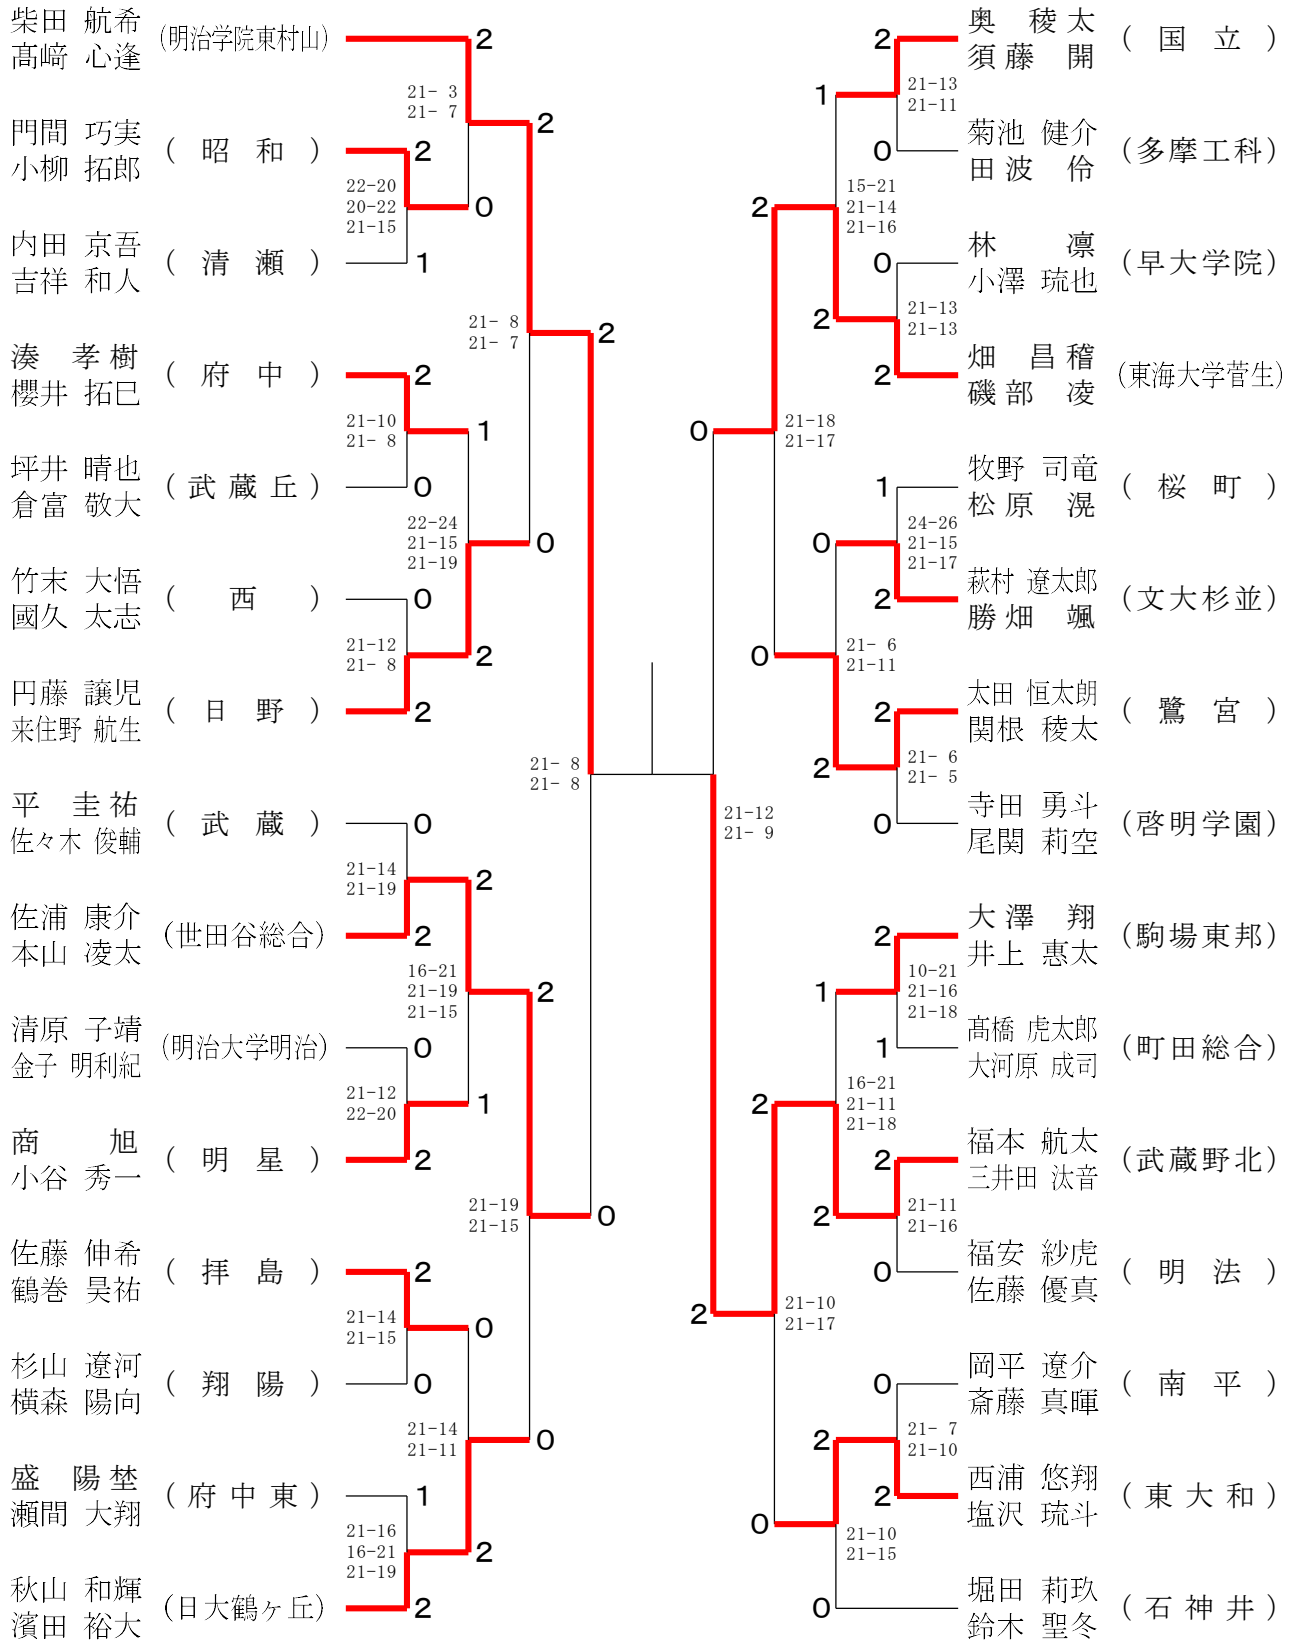 柴田 航希
髙﨑 心逢
(明治学院東村山)
2
21- 3
21- 7
2
門間 巧実
小柳 拓郎
( 昭 和 )
2
22-20
20-22
21-15
0
内田 京吾
吉祥 和人
( 清 瀬 )
1
21- 8
21- 7
2
湊 孝樹
櫻井 拓巳
( 府 中 )
2
21-10
21- 8
1
坪井 晴也
倉富 敬大
( 武 蔵 丘 )
0
22-24
21-15
21-19
0
竹末 大悟
國久 太志
( 西 )
0
21-12
21- 8
2
円藤 譲児
来住野 航生
( 日 野 )
2
21- 8
21- 8
平 圭祐
佐々木 俊輔
( 武 蔵 )
0
21-14
21-19
2
佐浦 康介
本山 凌太
(世田谷総合)
2
16-21
21-19
21-15
2
清原 子靖
金子 明利紀
(明治大学明治)
0
21-12
22-20
1
商 旭
小谷 秀一
( 明 星 )
2
21-19
21-15
0
佐藤 伸希
鶴巻 昊祐
( 拝 島 )
2
21-14
21-15
0
杉山 遼河
横森 陽向
( 翔 陽 )
0
21-14
21-11
0
盛 陽埜
瀬間 大翔
( 府 中 東 )
1
21-16
16-21
21-19
2
秋山 和輝
濱田 裕大
(日大鶴ヶ丘)
2
奥 稜太
須藤 開
( 国 立 )
2
21-13
21-11
1
菊池 健介
田波 伶
(多摩工科)
0
15-21
21-14
21-16
2
林 凛
小澤 琉也
(早大学院)
0
21-13
21-13
2
畑 昌稽
磯部 凌
(東海大学菅生)
2
21-18
21-17
0
牧野 司竜
松原 滉
( 桜 町 )
1
24-26
21-15
21-17
0
萩村 遼太郎
勝畑 颯
(文大杉並)
2
21- 6
21-11
0
太田 恒太朗
関根 稜太
( 鷺 宮 )
2
21- 6
21- 5
2
寺田 勇斗
尾関 莉空
(啓明学園)
0
21-12
21- 9
大澤 翔
井上 惠太
(駒場東邦)
2
10-21
21-16
21-18
1
髙橋 虎太郎
大河原 成司
(町田総合)
1
16-21
21-11
21-18
2
福本 航太
三井田 汰音
(武蔵野北)
2
21-11
21-16
2
福安 紗虎
佐藤 優真
( 明 法 )
0
21-10
21-17
2
岡平 遼介
斎藤 真暉
( 南 平 )
0
21- 7
21-10
2
西浦 悠翔
塩沢 琉斗
( 東 大 和 )
2
21-10
21-15
0
堀田 莉玖
鈴木 聖冬
( 石 神 井 )
0